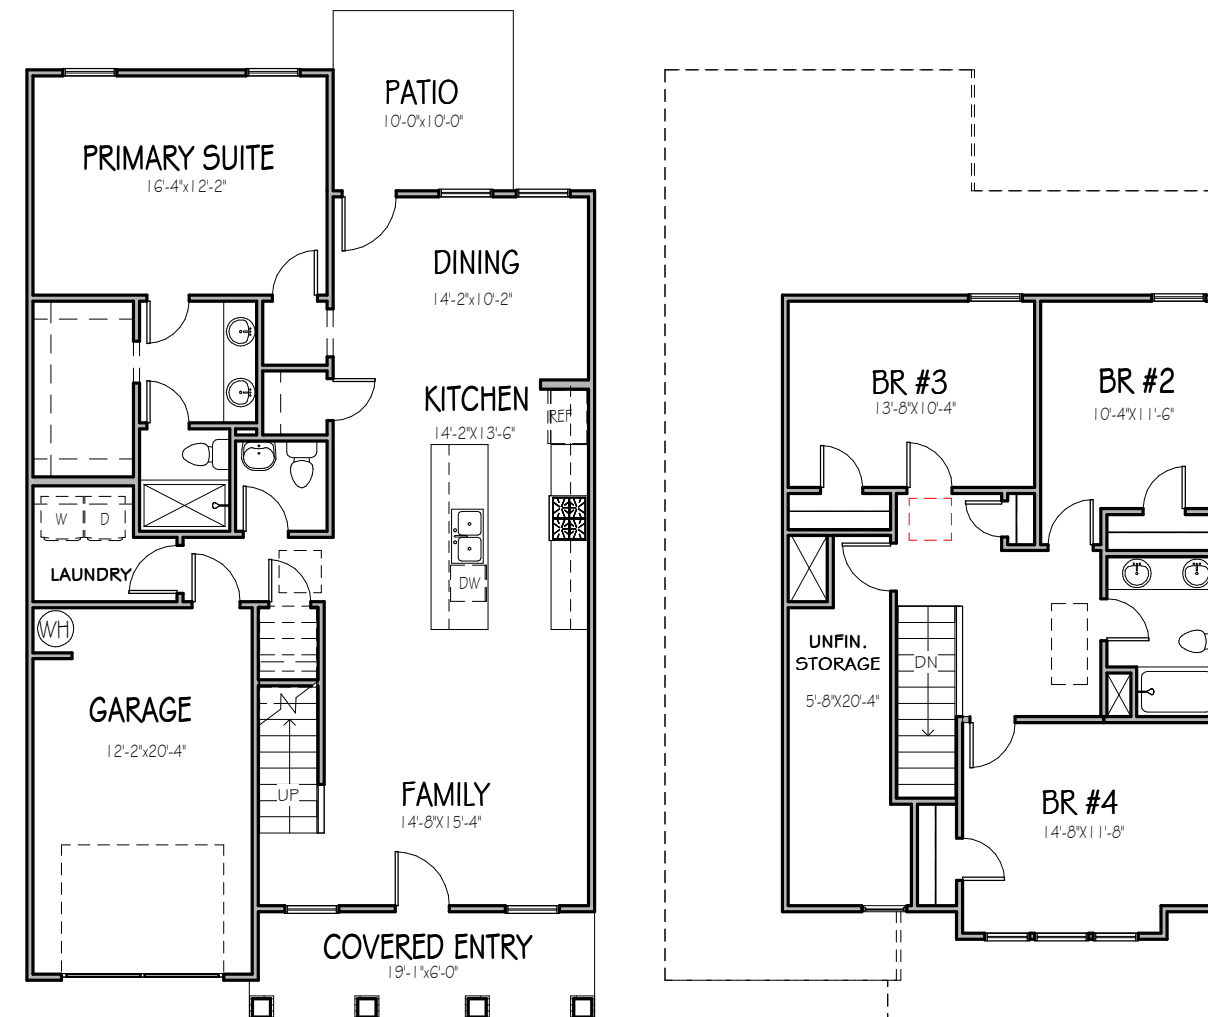 PATIO
10'-0"x10'-0"
PRIMARY SUITE
16'-4"x12'-2"
DINING
14'-2"x10'-2"
KITCHEN
14'-2"X13'-6"
REF
W
D
DW
LAUNDRY
WH
GARAGE
12'-2"x20'-4"
UP
FAMILY
14'-8"X15'-4"
COVERED ENTRY
19'-1"x6'-0"
BR #3
13'-8"X10'-4"
BR #2
10'-4"X11'-6"
UNFIN.
STORAGE
5'-8"X20'-4"
DN
BR #4
14'-8"X11'-8"